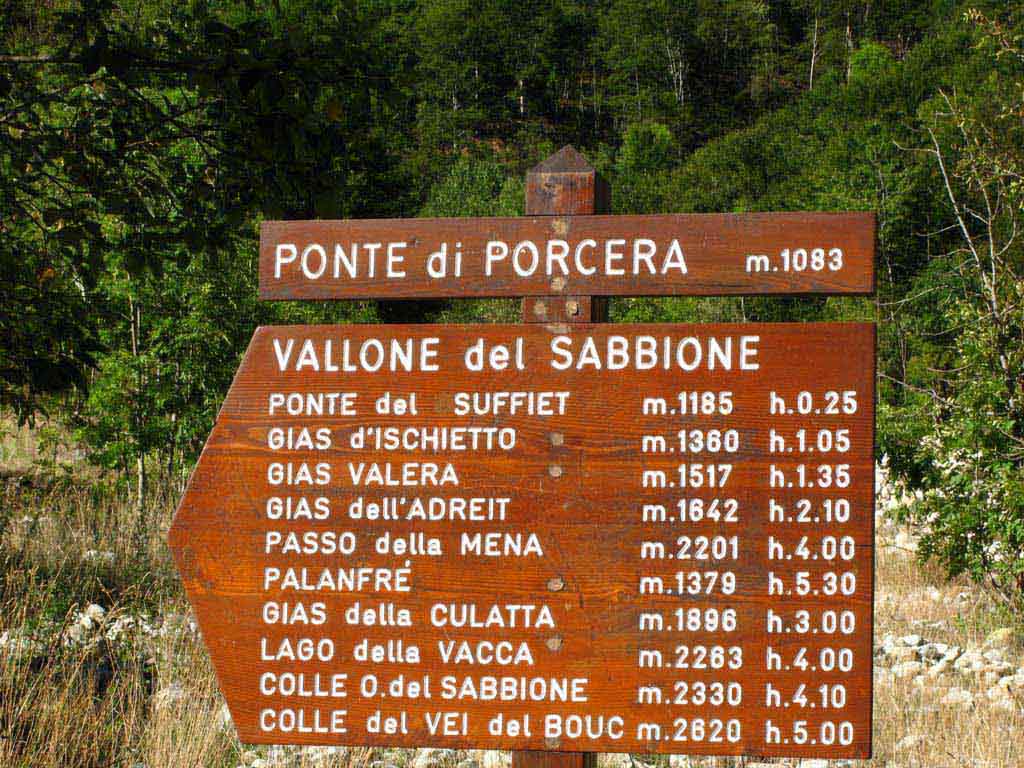 PONTE di PORCERA m.1083
VALLONE del SABBIONE
PONTE del SUFFIET m.1185 h.0.25
GIAS d'ISCHIETTO m.1360 h.1.05
GIAS VALERA m.1517 h.1.35
GIAS dell'ADREIT m.1642 h.2.10
PASSO della MENA m.2201 h.4.00
PALANFRÉ m.1379 h.5.30
GIAS della CULATTA m.1896 h.3.00
LAGO della VACCA m.2263 h.4.00
COLLE O.del SABBIONE m.2330 h.4.10
COLLE del VEI del BOUC m.2620 h.5.00